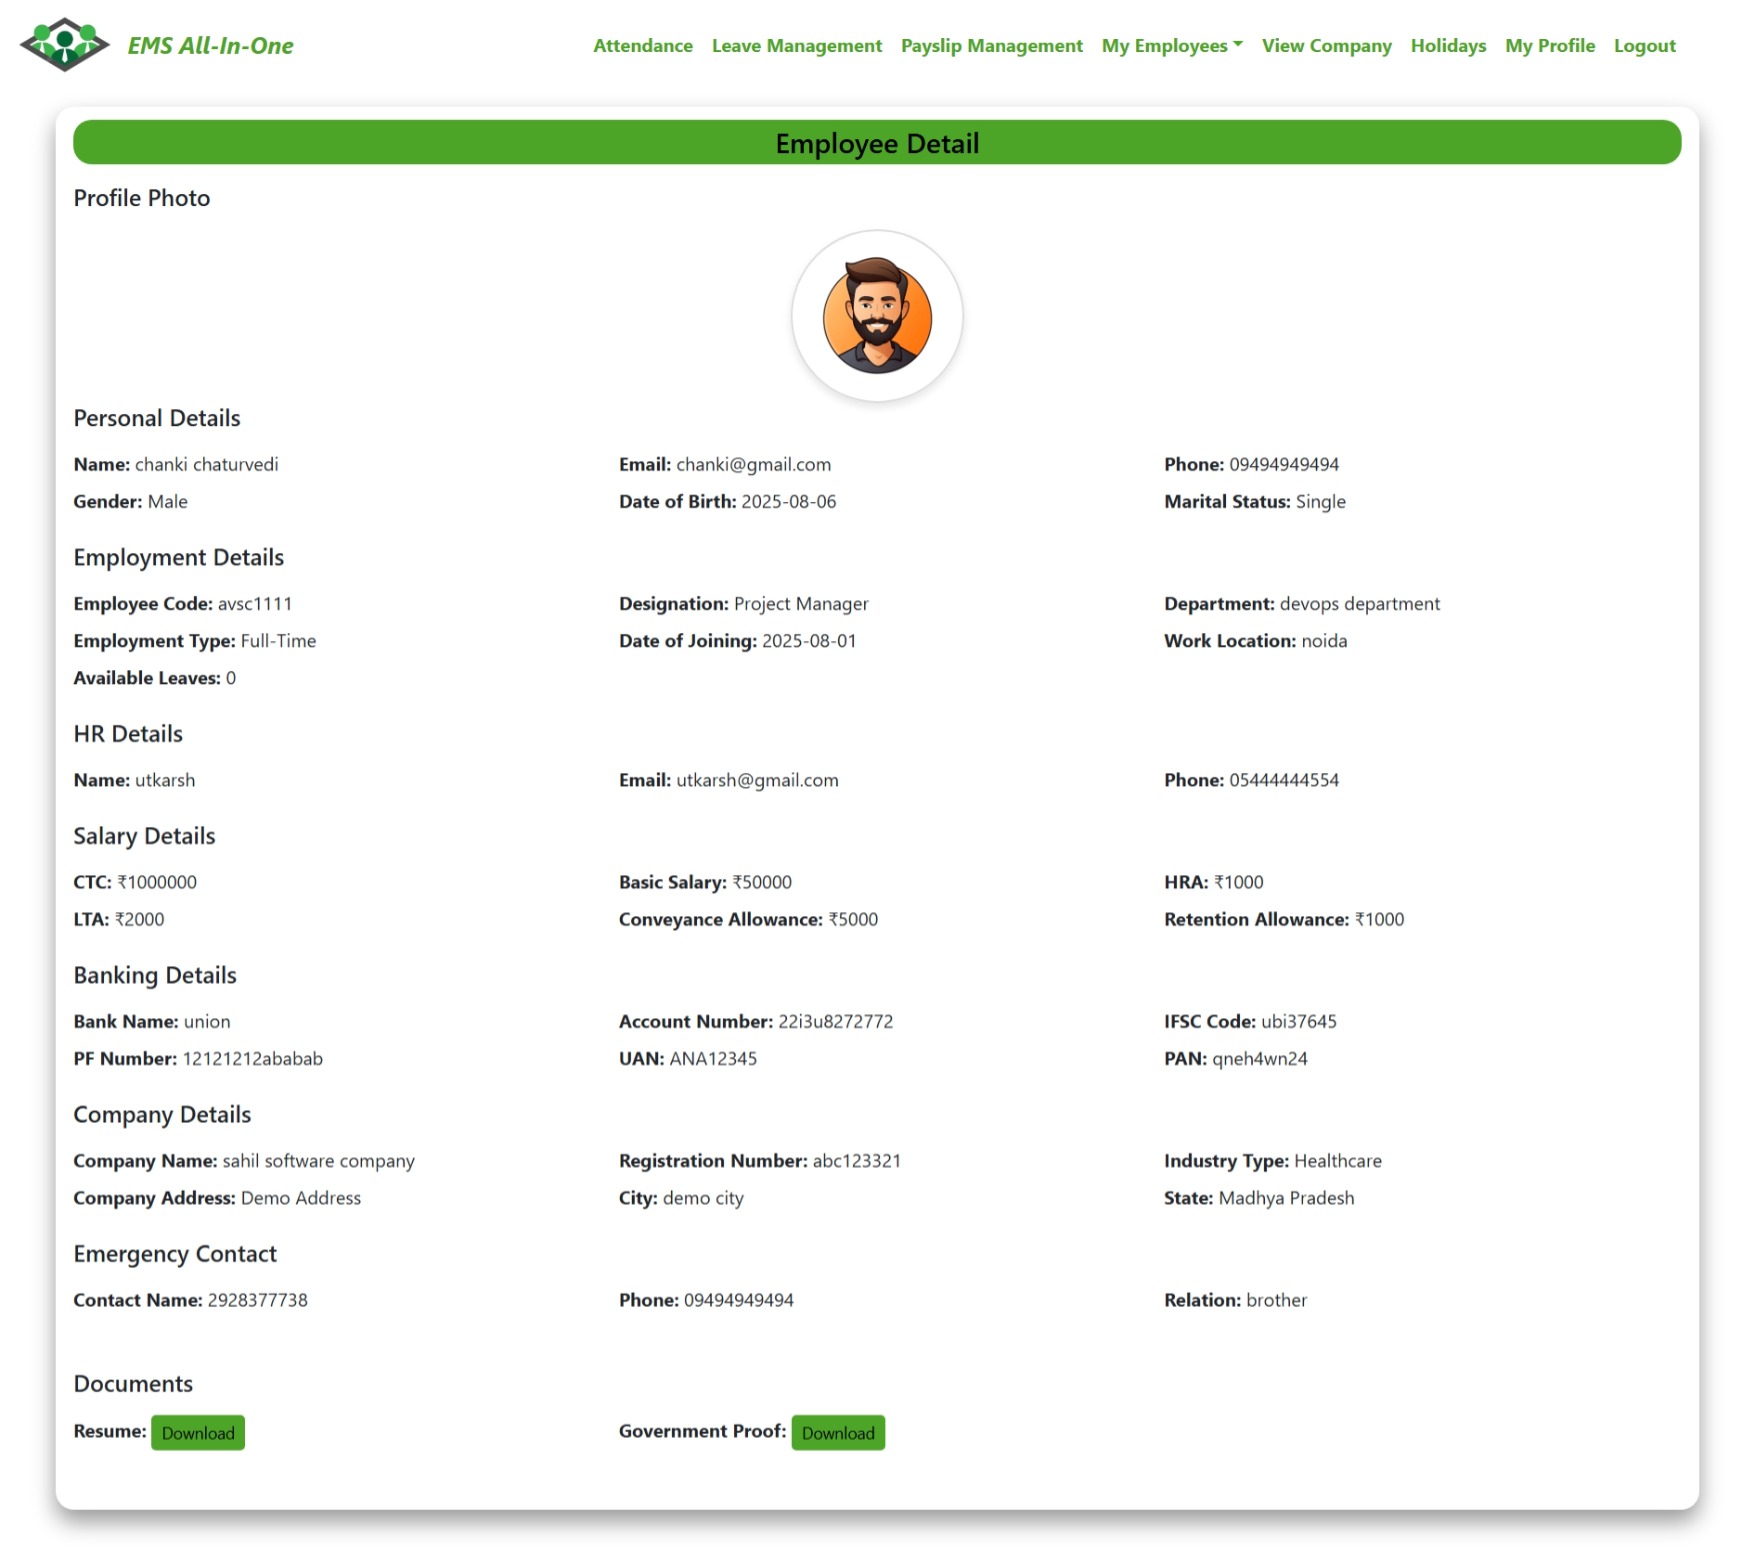 EMS All-In-One Attendance Leave Management Payslip Management My Employees View Company Holidays My Profile Logout
Employee Detail
Profile Photo
Personal Details
Name: chanki chaturvedi Email: chanki@gmail.com Phone: 09494949494
Gender: Male Date of Birth: 2025-08-06 Marital Status: Single
Employment Details
Employee Code: avsc1111 Designation: Project Manager Department: devops department
Employment Type: Full-Time Date of Joining: 2025-08-01 Work Location: noida
Available Leaves: 0
HR Details
Name: utkarsh Email: utkarsh@gmail.com Phone: 05444444554
Salary Details
CTC: ₹1000000 Basic Salary: ₹50000 HRA: ₹1000
LTA: ₹2000 Conveyance Allowance: ₹5000 Retention Allowance: ₹1000
Banking Details
Bank Name: union Account Number: 22i3u8272772 IFSC Code: ubi37645
PF Number: 12121212ababab UAN: ANA12345 PAN: qneh4wn24
Company Details
Company Name: sahil software company Registration Number: abc123321 Industry Type: Healthcare
Company Address: Demo Address City: demo city State: Madhya Pradesh
Emergency Contact
Contact Name: 2928377738 Phone: 09494949494 Relation: brother
Documents
Resume: Download Government Proof: Download